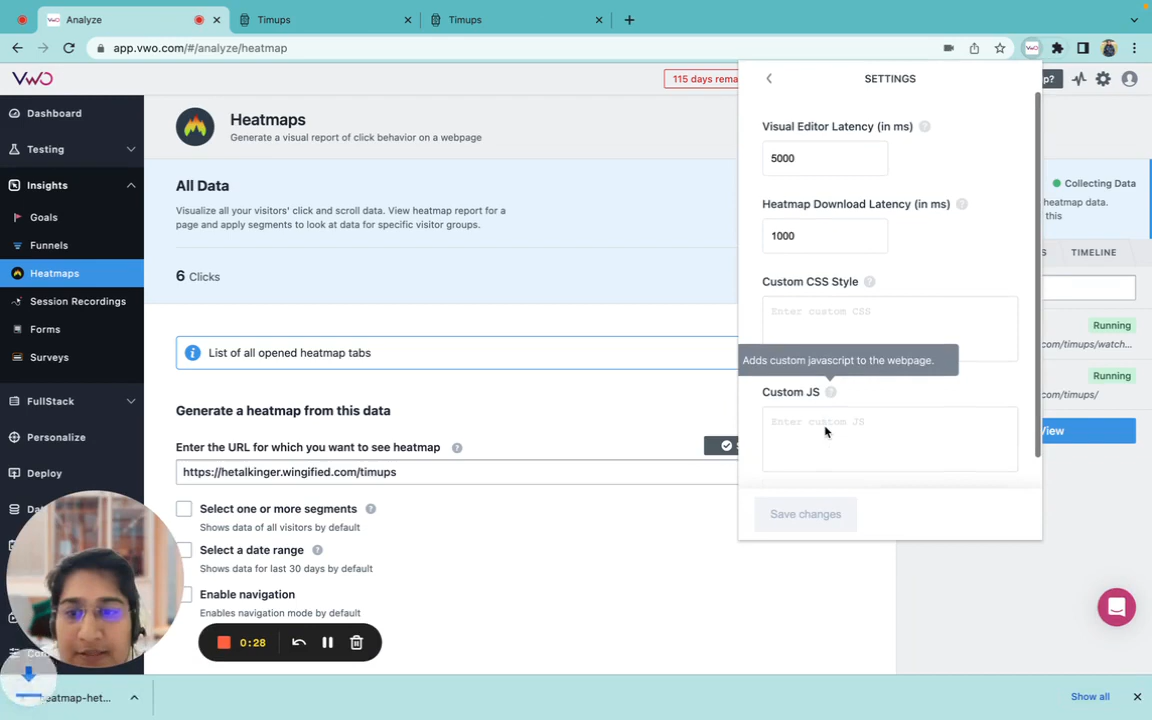 Analyze
Timups
Timups
app.vwo.com/#/analyze/heatmap
VWO
VWO
115 days rema
p?
Dashboard
Testing
Insights
Goals
Funnels
Heatmaps
Session Recordings
Forms
Surveys
FullStack
Personalize
Deploy
Heatmaps
Generate a visual report of click behavior on a webpage
All Data
Visualize all your visitors' click and scroll data. View heatmap report for a
page and apply segments to look at data for specific visitor groups.
6 Clicks
List of all opened heatmap tabs
Generate a heatmap from this data
Enter the URL for which you want to see heatmap ?
https://hetalkinger.wingified.com/timups
Select one or more segments ?
Shows data of all visitors by default
Select a date range ?
Shows data for last 30 days by default
Enable navigation
Enables navigation mode by default
0:28
SETTINGS
Visual Editor Latency (in ms) ?
5000
Heatmap Download Latency (in ms) ?
1000
Custom CSS Style ?
Enter custom CSS
Adds custom javascript to the webpage.
Custom JS ?
Enter custom JS
Save changes
Collecting Data
heatmap data.
this
S
TIMELINE
Running
com/timups/watch...
Running
com/timups/
View
eatmap-het...
Show all